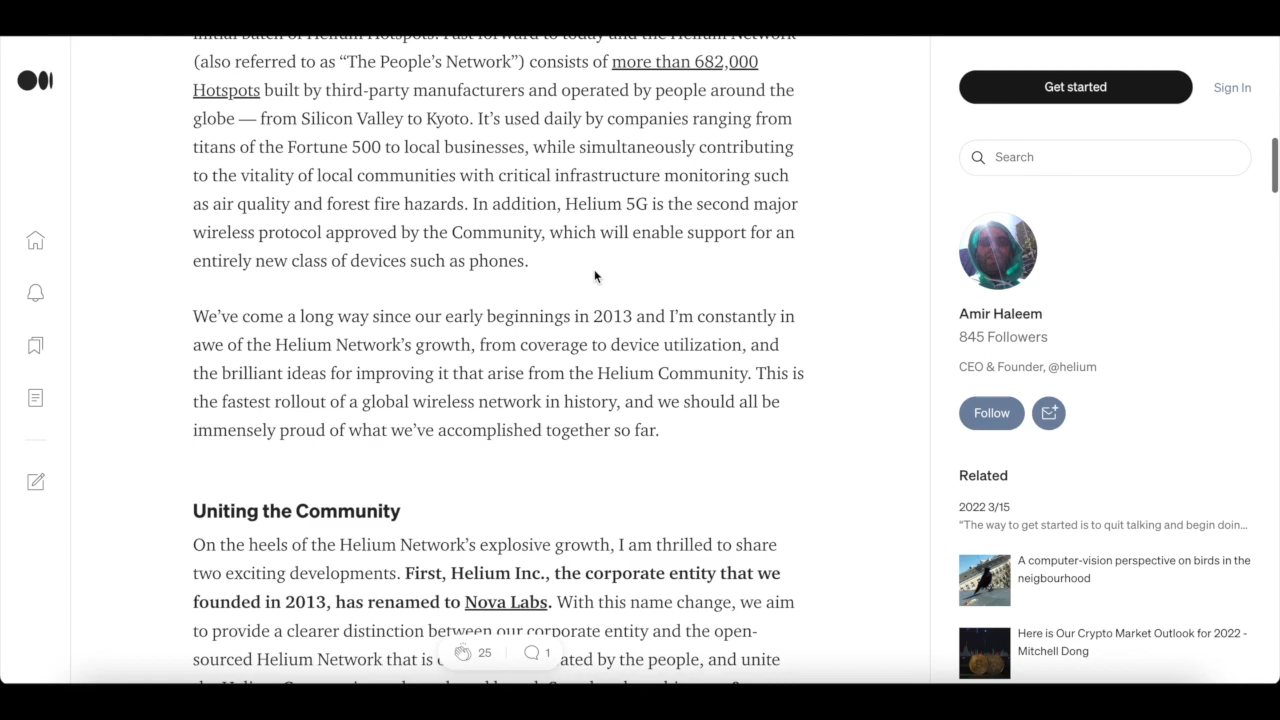 initial batch of Helium Hotspots. Fast forward to today and the Helium Network
(also referred to as “The People’s Network”) consists of more than 682,000
Hotspots built by third-party manufacturers and operated by people around the
globe — from Silicon Valley to Kyoto. It’s used daily by companies ranging from
titans of the Fortune 500 to local businesses, while simultaneously contributing
to the vitality of local communities with critical infrastructure monitoring such
as air quality and forest fire hazards. In addition, Helium 5G is the second major
wireless protocol approved by the Community, which will enable support for an
entirely new class of devices such as phones.
We’ve come a long way since our early beginnings in 2013 and I’m constantly in
awe of the Helium Network’s growth, from coverage to device utilization, and
the brilliant ideas for improving it that arise from the Helium Community. This is
the fastest rollout of a global wireless network in history, and we should all be
immensely proud of what we’ve accomplished together so far.
Uniting the Community
On the heels of the Helium Network’s explosive growth, I am thrilled to share
two exciting developments. First, Helium Inc., the corporate entity that we
founded in 2013, has renamed to Nova Labs. With this name change, we aim
to provide a clearer distinction between our corporate entity and the open-
sourced Helium Network that is ated by the people, and unite
25
1
Get started
Sign In
Search
Amir Haleem
845 Followers
CEO & Founder, @helium
Follow
Related
2022 3/15
“The way to get started is to quit talking and begin doin...
A computer-vision perspective on birds in the
neigbourhood
Here is Our Crypto Market Outlook for 2022 -
Mitchell Dong